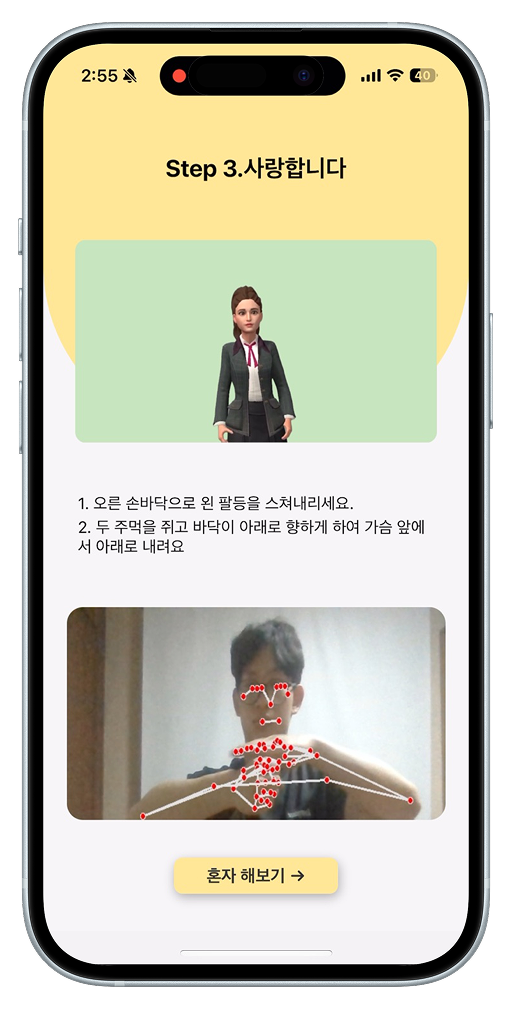 2:55
40
Step 3.사랑합니다
1. 오른 손바닥으로 왼 팔등을 스쳐내리세요.
2. 두 주먹을 쥐고 바닥이 아래로 향하게 하여 가슴 앞에
서 아래로 내려요
혼자 해보기 →